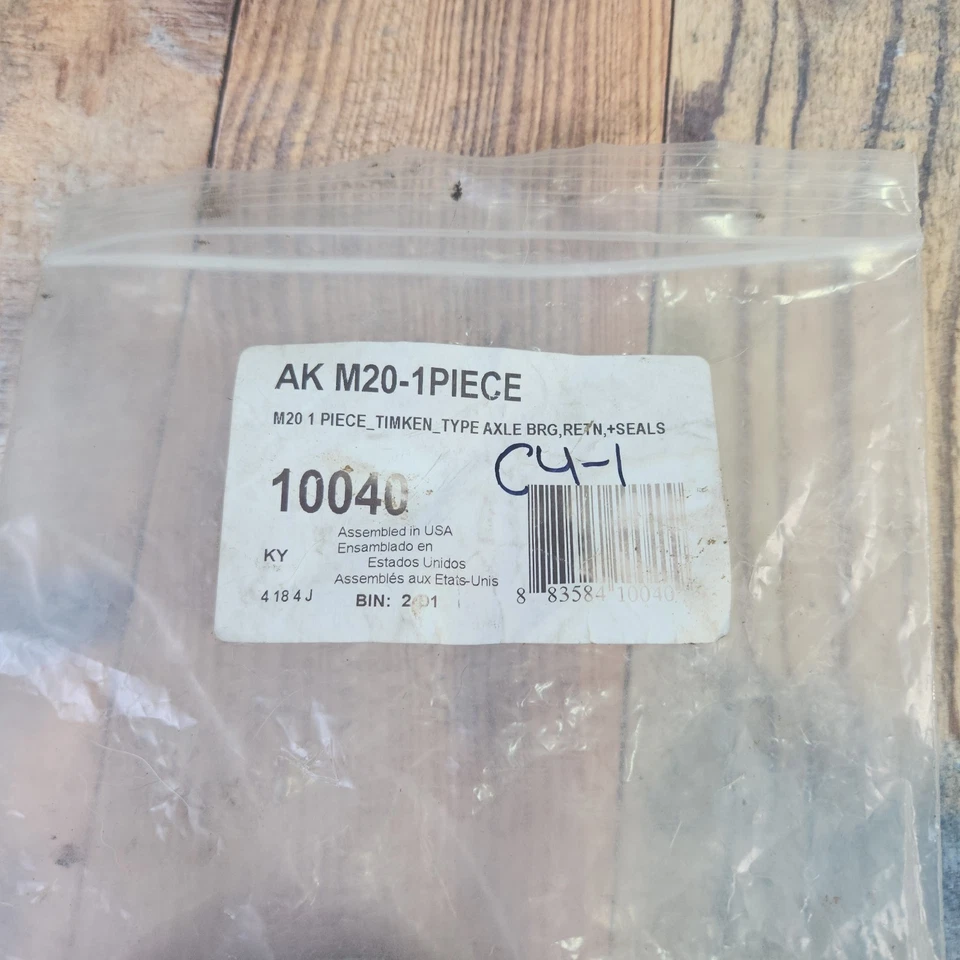 AK M20-1PIECE
M20 1 PIECE_TIMKEN_TYPE AXLE BRG,RETN,+SEALS
C4-1
10040
Assembled in USA
Ensamblado en
Estados Unidos
Assemblés aux Etats-Unis
KY
4 18 4 J
BIN:
8 83584 10040